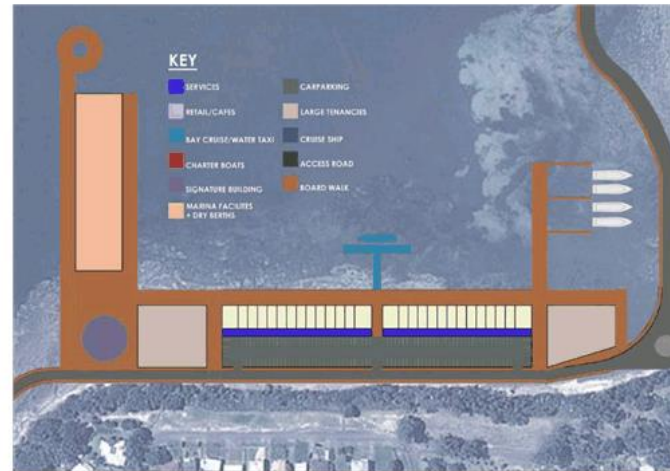 KEY
SERVICES
CARPARKING
RETAIL/CAFES
LARGE TENANCIES
BAY CRUISE/WATER TAXI
CRUISE SHIP
CHARTER BOATS
ACCESS ROAD
SIGNATURE BUILDING
BOARD WALK
MARINA FACILITES
+ DRY BERTHS